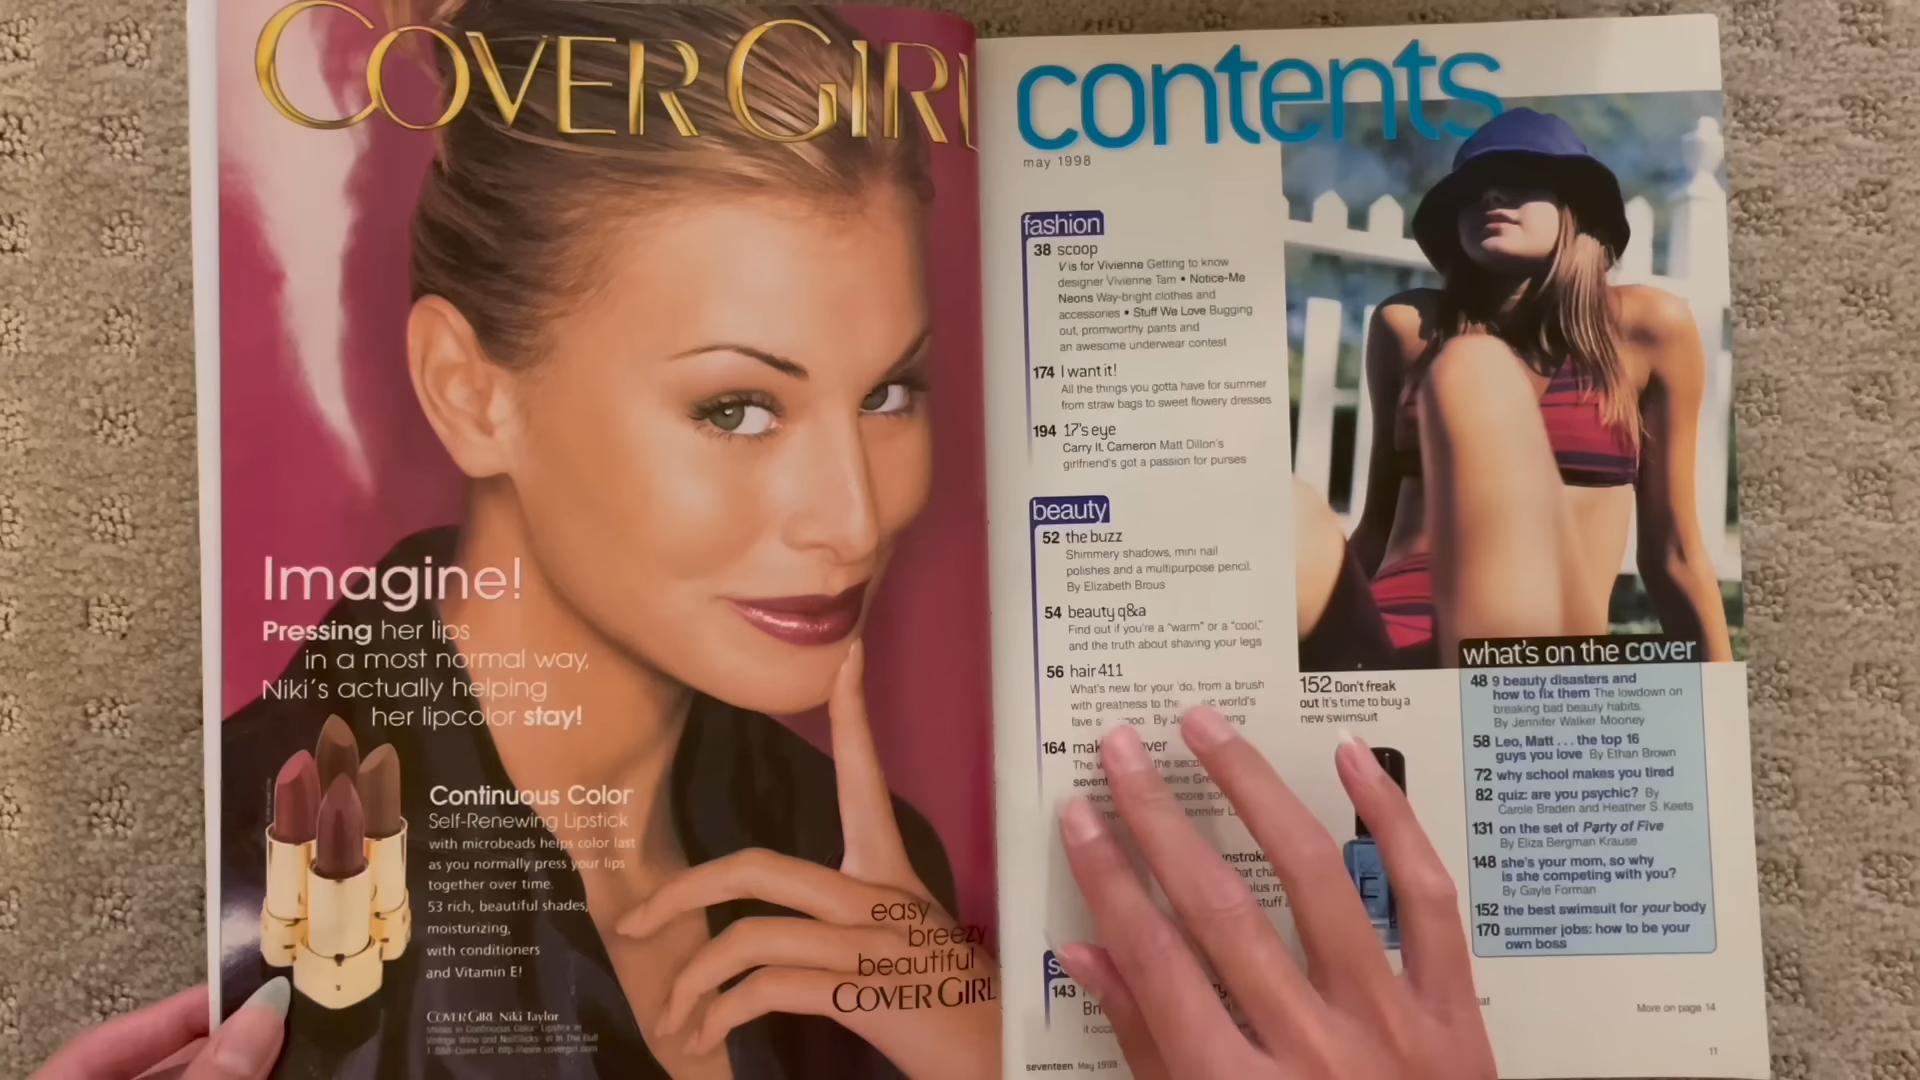 COVER GIRL
Imagine!
Pressing her lips
in a most normal way,
Niki's actually helping
her lipcolor stay!
Continuous Color
Self-Renewing Lipstick
with microbeads helps color last
as you normally press your lips
together over time.
53 rich, beautiful shades,
moisturizing,
with conditioners
and Vitamin E!
COVER GIRL Niki Taylor
easy
breezy
beautiful
COVER GIRL
contents
may 1998
fashion
38 scoop
V is for Vivienne Getting to know
designer Vivienne Tam • Notice-Me
Neons Way-bright clothes and
accessories • Stuff We Love Bugging
out, promworthy pants and
an awesome underwear contest
174 I want it!
All the things you gotta have for summer
from straw bags to sweet flowery dresses
194 17's eye
Carry It, Cameron Matt Dillon's
girlfriend's got a passion for purses
beauty
52 the buzz
Shimmery shadows, mini nail
polishes and a multipurpose pencil.
By Elizabeth Brous
54 beauty q&a
Find out if you're a "warm" or a "cool,"
and the truth about shaving your legs
56 hair 411
What's new for your 'do, from a brush
with greatness to the world's
fave By
164
The the
143
it
seventeen May 1998
152 Don't freak
out It's time to buy a
new swimsuit
what's on the cover
48 9 beauty disasters and
how to fix them The lowdown on
breaking bad beauty habits.
By Jennifer Walker Mooney
58 Leo, Matt . . . the top 16
guys you love By Ethan Brown
72 why school makes you tired
82 quiz: are you psychic? By
Carole Braden and Heather S. Keets
131 on the set of Party of Five
By Eliza Bergman Krause
148 she's your mom, so why
is she competing with you?
By Gayle Forman
152 the best swimsuit for your body
170 summer jobs: how to be your
own boss
More on page 14
11